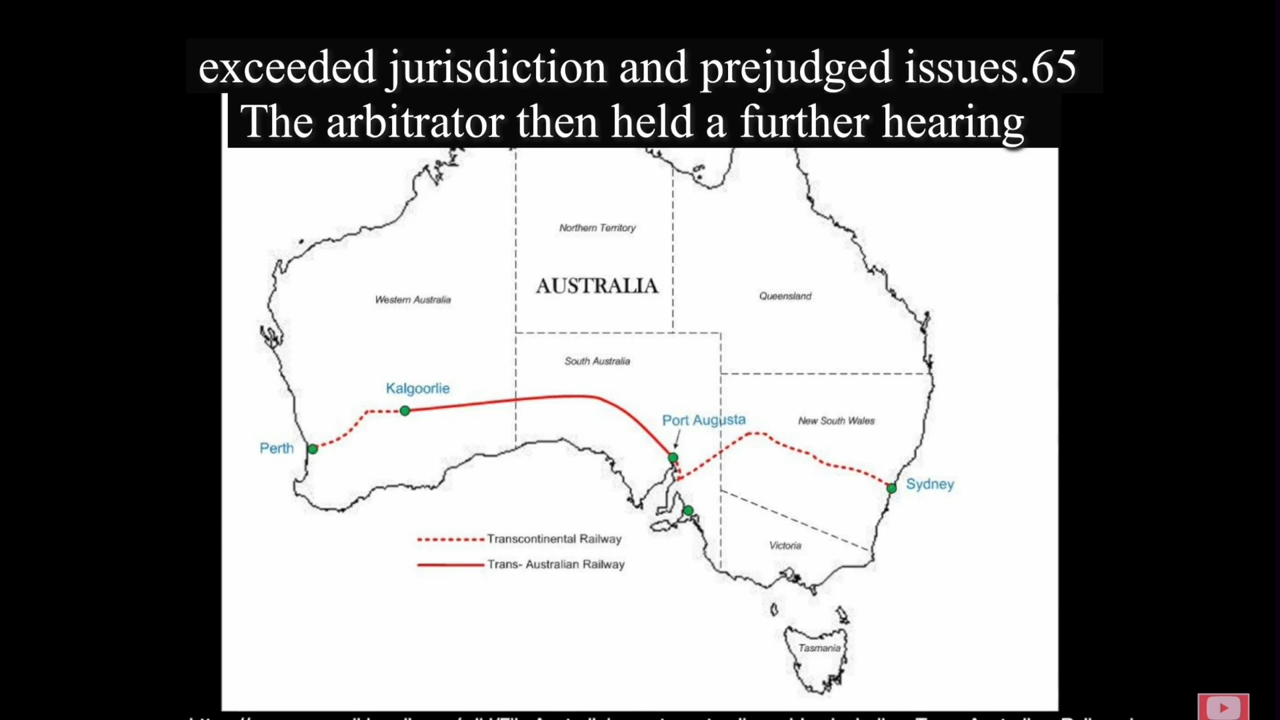 exceeded jurisdiction and prejudged issues.65
The arbitrator then held a further hearing
Northern Territory
AUSTRALIA
Western Australia
Queensland
South Australia
Kalgoorlie
Port Augusta
New South Wales
Perth
Sydney
Transcontinental Railway
Victoria
Trans- Australian Railway
Tasmania